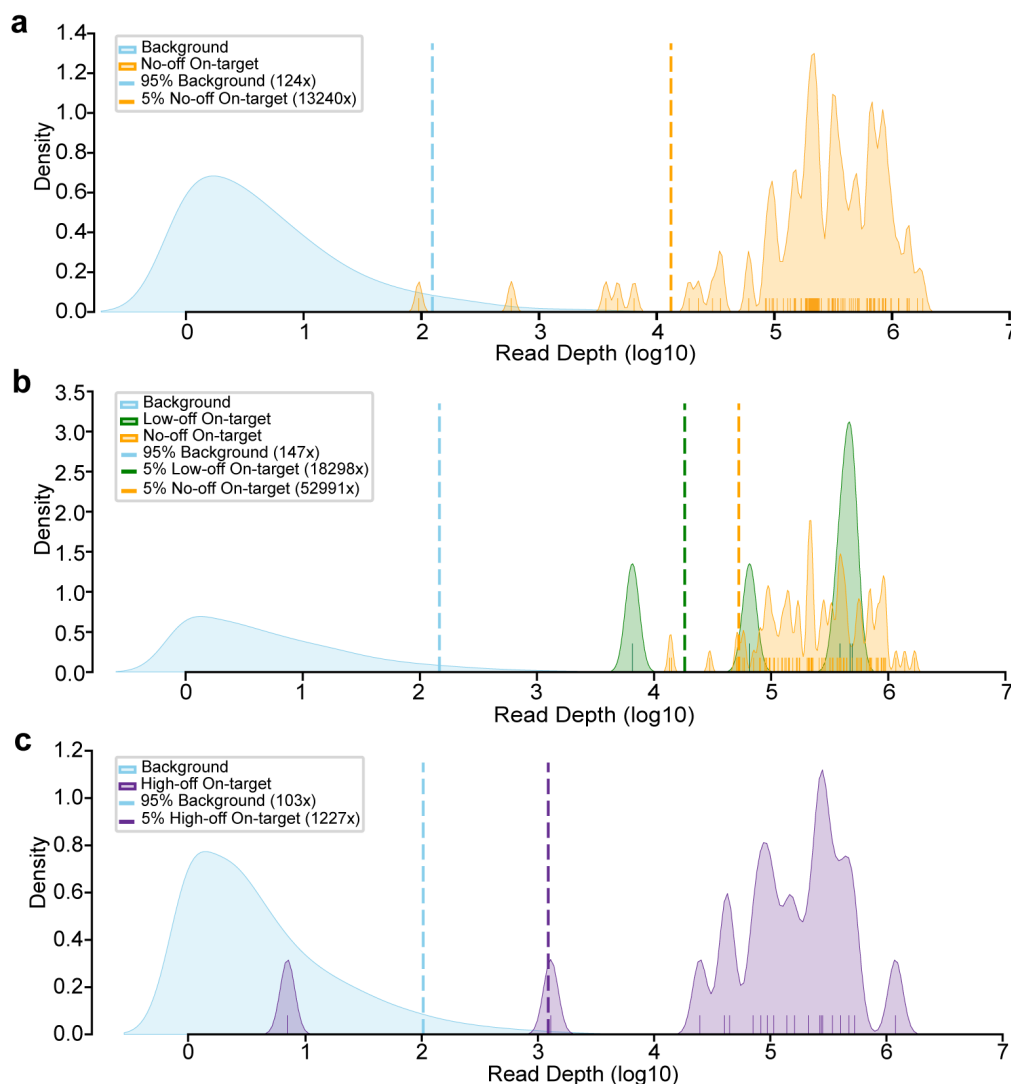 a
1.4
1.2
1.0
0.8
0.6
0.4
0.2
0.0
Density
Background
No-off On-target
95% Background (124x)
5% No-off On-target (13240x)
0 1 2 3 4 5 6 7
Read Depth (log10)
b
3.5
3.0
2.5
2.0
1.5
1.0
0.5
0.0
Density
Background
Low-off On-target
No-off On-target
95% Background (147x)
5% Low-off On-target (18298x)
5% No-off On-target (52991x)
0 1 2 3 4 5 6 7
Read Depth (log10)
c
1.2
1.0
0.8
0.6
0.4
0.2
0.0
Density
Background
High-off On-target
95% Background (103x)
5% High-off On-target (1227x)
0 1 2 3 4 5 6 7
Read Depth (log10)